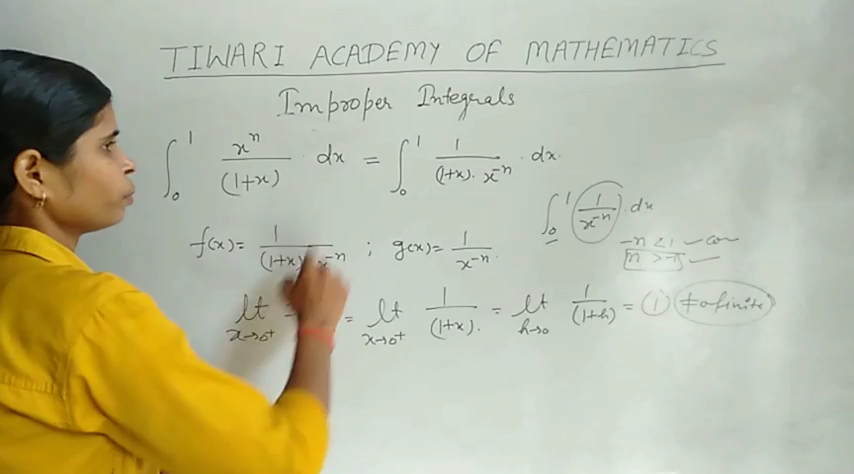 TIWARI ACADEMY OF MATHEMATICS
Improper Integrals
∫₀¹ xⁿ/(1+x) · dx = ∫₀¹ 1/((1+x) · x⁻ⁿ) · dx.
∫₀¹ 1/x⁻ⁿ · dx
-n < 1 ✓ con
n > -1 ✓
f(x) = 1/((1+x) x⁻ⁿ ; g(x) = 1/x⁻ⁿ.
lt x→0⁺ = lt x→0⁺ 1/(1+x). = lt h→0 1/(1+h) = (1) ≠ 0 finite